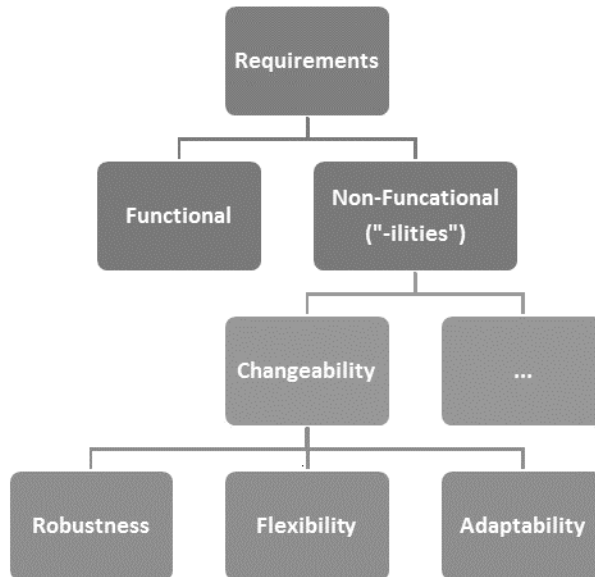 Requirements
Functional
Non-Funcational
("-ilities")
Changeability
...
Robustness
Flexibility
Adaptability